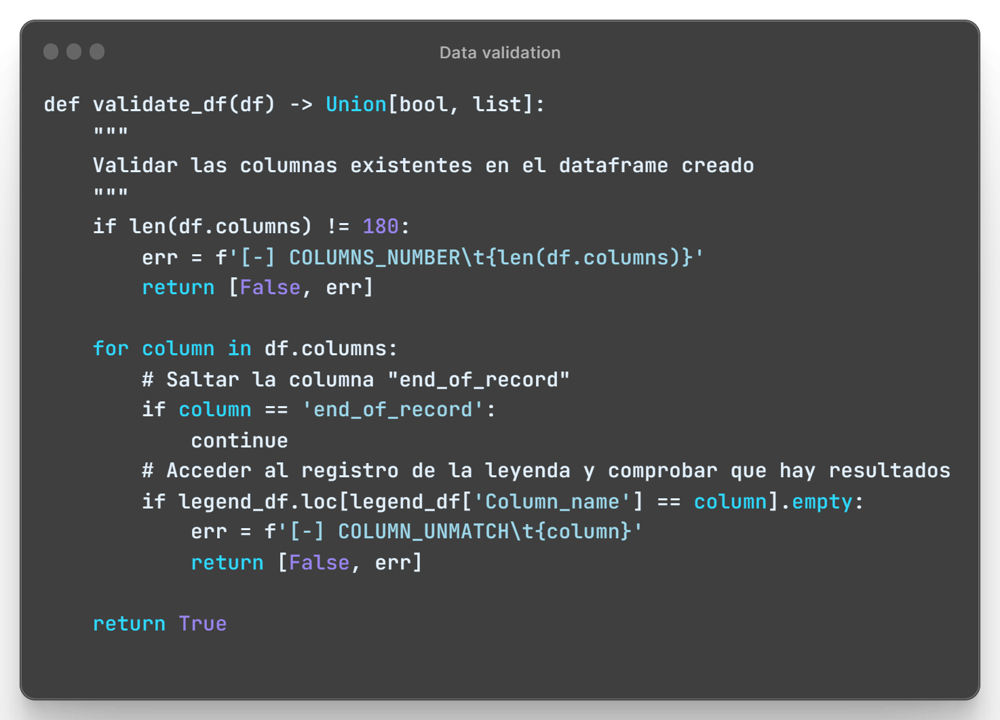 Data validation
def validate_df(df) -> Union[bool, list]:
    """
    Validar las columnas existentes en el dataframe creado
    """
    if len(df.columns) != 180:
        err = f'[-] COLUMNS_NUMBER\t{len(df.columns)}'
        return [False, err]

    for column in df.columns:
        # Saltar la columna "end_of_record"
        if column == 'end_of_record':
            continue
        # Acceder al registro de la leyenda y comprobar que hay resultados
        if legend_df.loc[legend_df['Column_name'] == column].empty:
            err = f'[-] COLUMN_UNMATCH\t{column}'
            return [False, err]

    return True